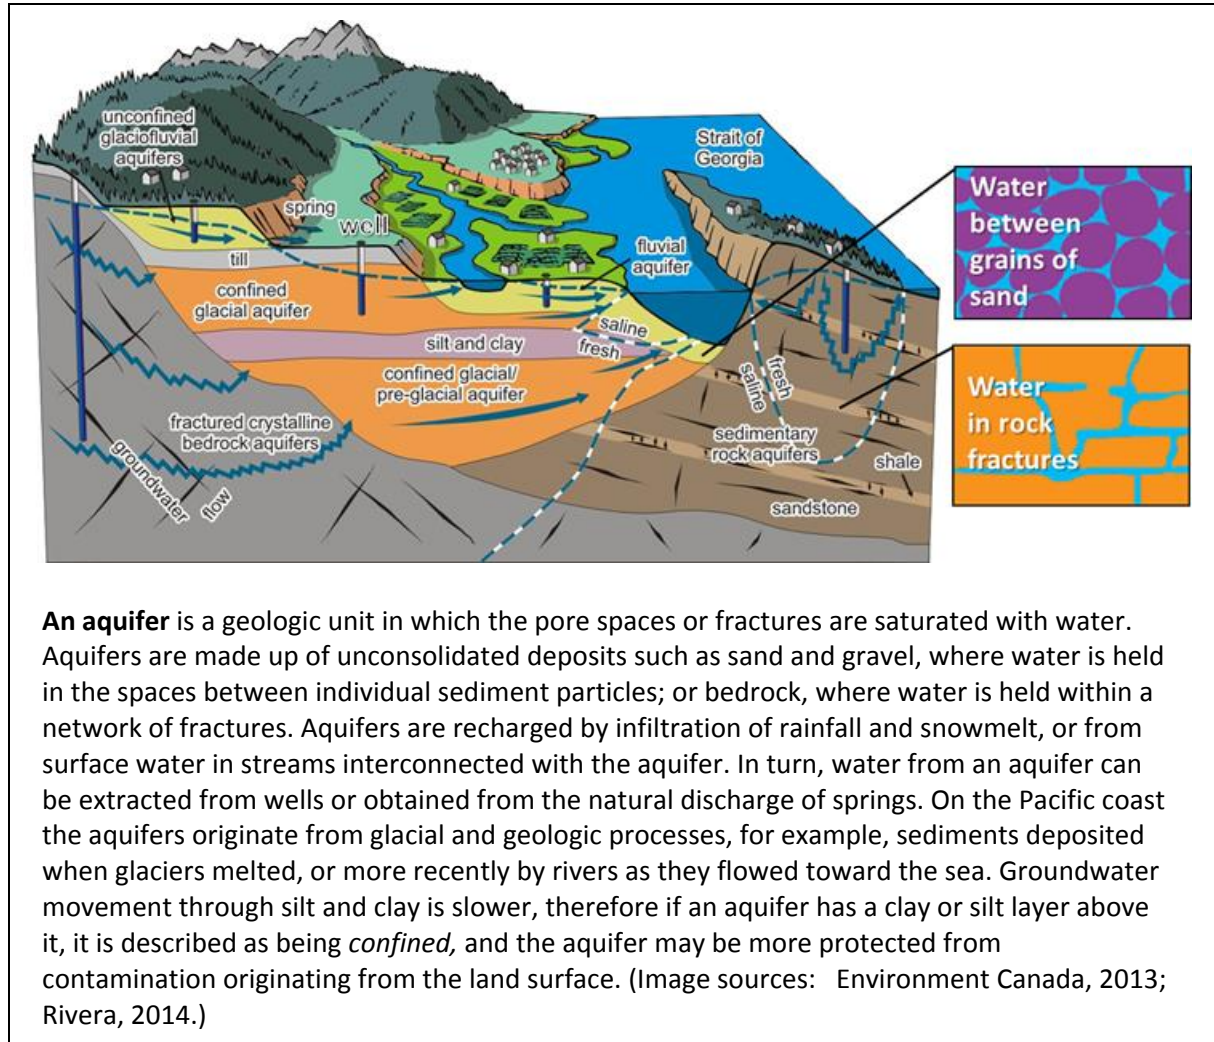 unconfined
glaciofluvial
aquifers
spring
well
till
confined
glacial aquifer
silt and clay
confined glacial/
pre-glacial aquifer
fractured crystalline
bedrock aquifers
groundwater
flow
Strait of
Georgia
fluvial
aquifer
saline
fresh
fresh
saline
sedimentary
rock aquifers
shale
sandstone
Water
between
grains of
sand
Water
in rock
fractures
An aquifer is a geologic unit in which the pore spaces or fractures are saturated with water.
Aquifers are made up of unconsolidated deposits such as sand and gravel, where water is held
in the spaces between individual sediment particles; or bedrock, where water is held within a
network of fractures. Aquifers are recharged by infiltration of rainfall and snowmelt, or from
surface water in streams interconnected with the aquifer. In turn, water from an aquifer can
be extracted from wells or obtained from the natural discharge of springs. On the Pacific coast
the aquifers originate from glacial and geologic processes, for example, sediments deposited
when glaciers melted, or more recently by rivers as they flowed toward the sea. Groundwater
movement through silt and clay is slower, therefore if an aquifer has a clay or silt layer above
it, it is described as being confined, and the aquifer may be more protected from
contamination originating from the land surface. (Image sources: Environment Canada, 2013;
Rivera, 2014.)